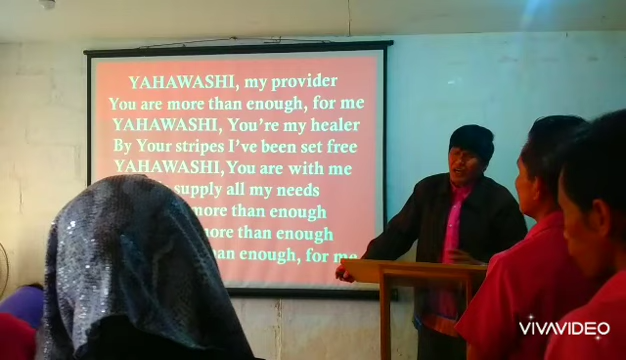 YAHAWASHI, my provider
You are more than enough, for me
YAHAWASHI, You're my healer
By Your stripes I've been set free
YAHAWASHI,You are with me
supply all my needs
more than enough
more than enough
than enough, for me
VIVAVIDEO